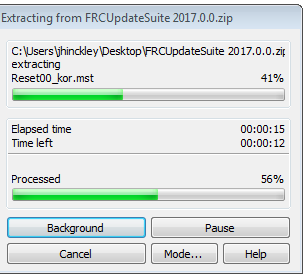 Extracting from FRCUpdateSuite 2017.0.0.zip
C:\Users\jhinckley\Desktop\FRCUpdateSuite 2017.0.0.zip
extracting
Reset00_kor.mst 41%
Elapsed time 00:00:15
Time left 00:00:12
Processed 56%
Background Pause
Cancel Mode... Help